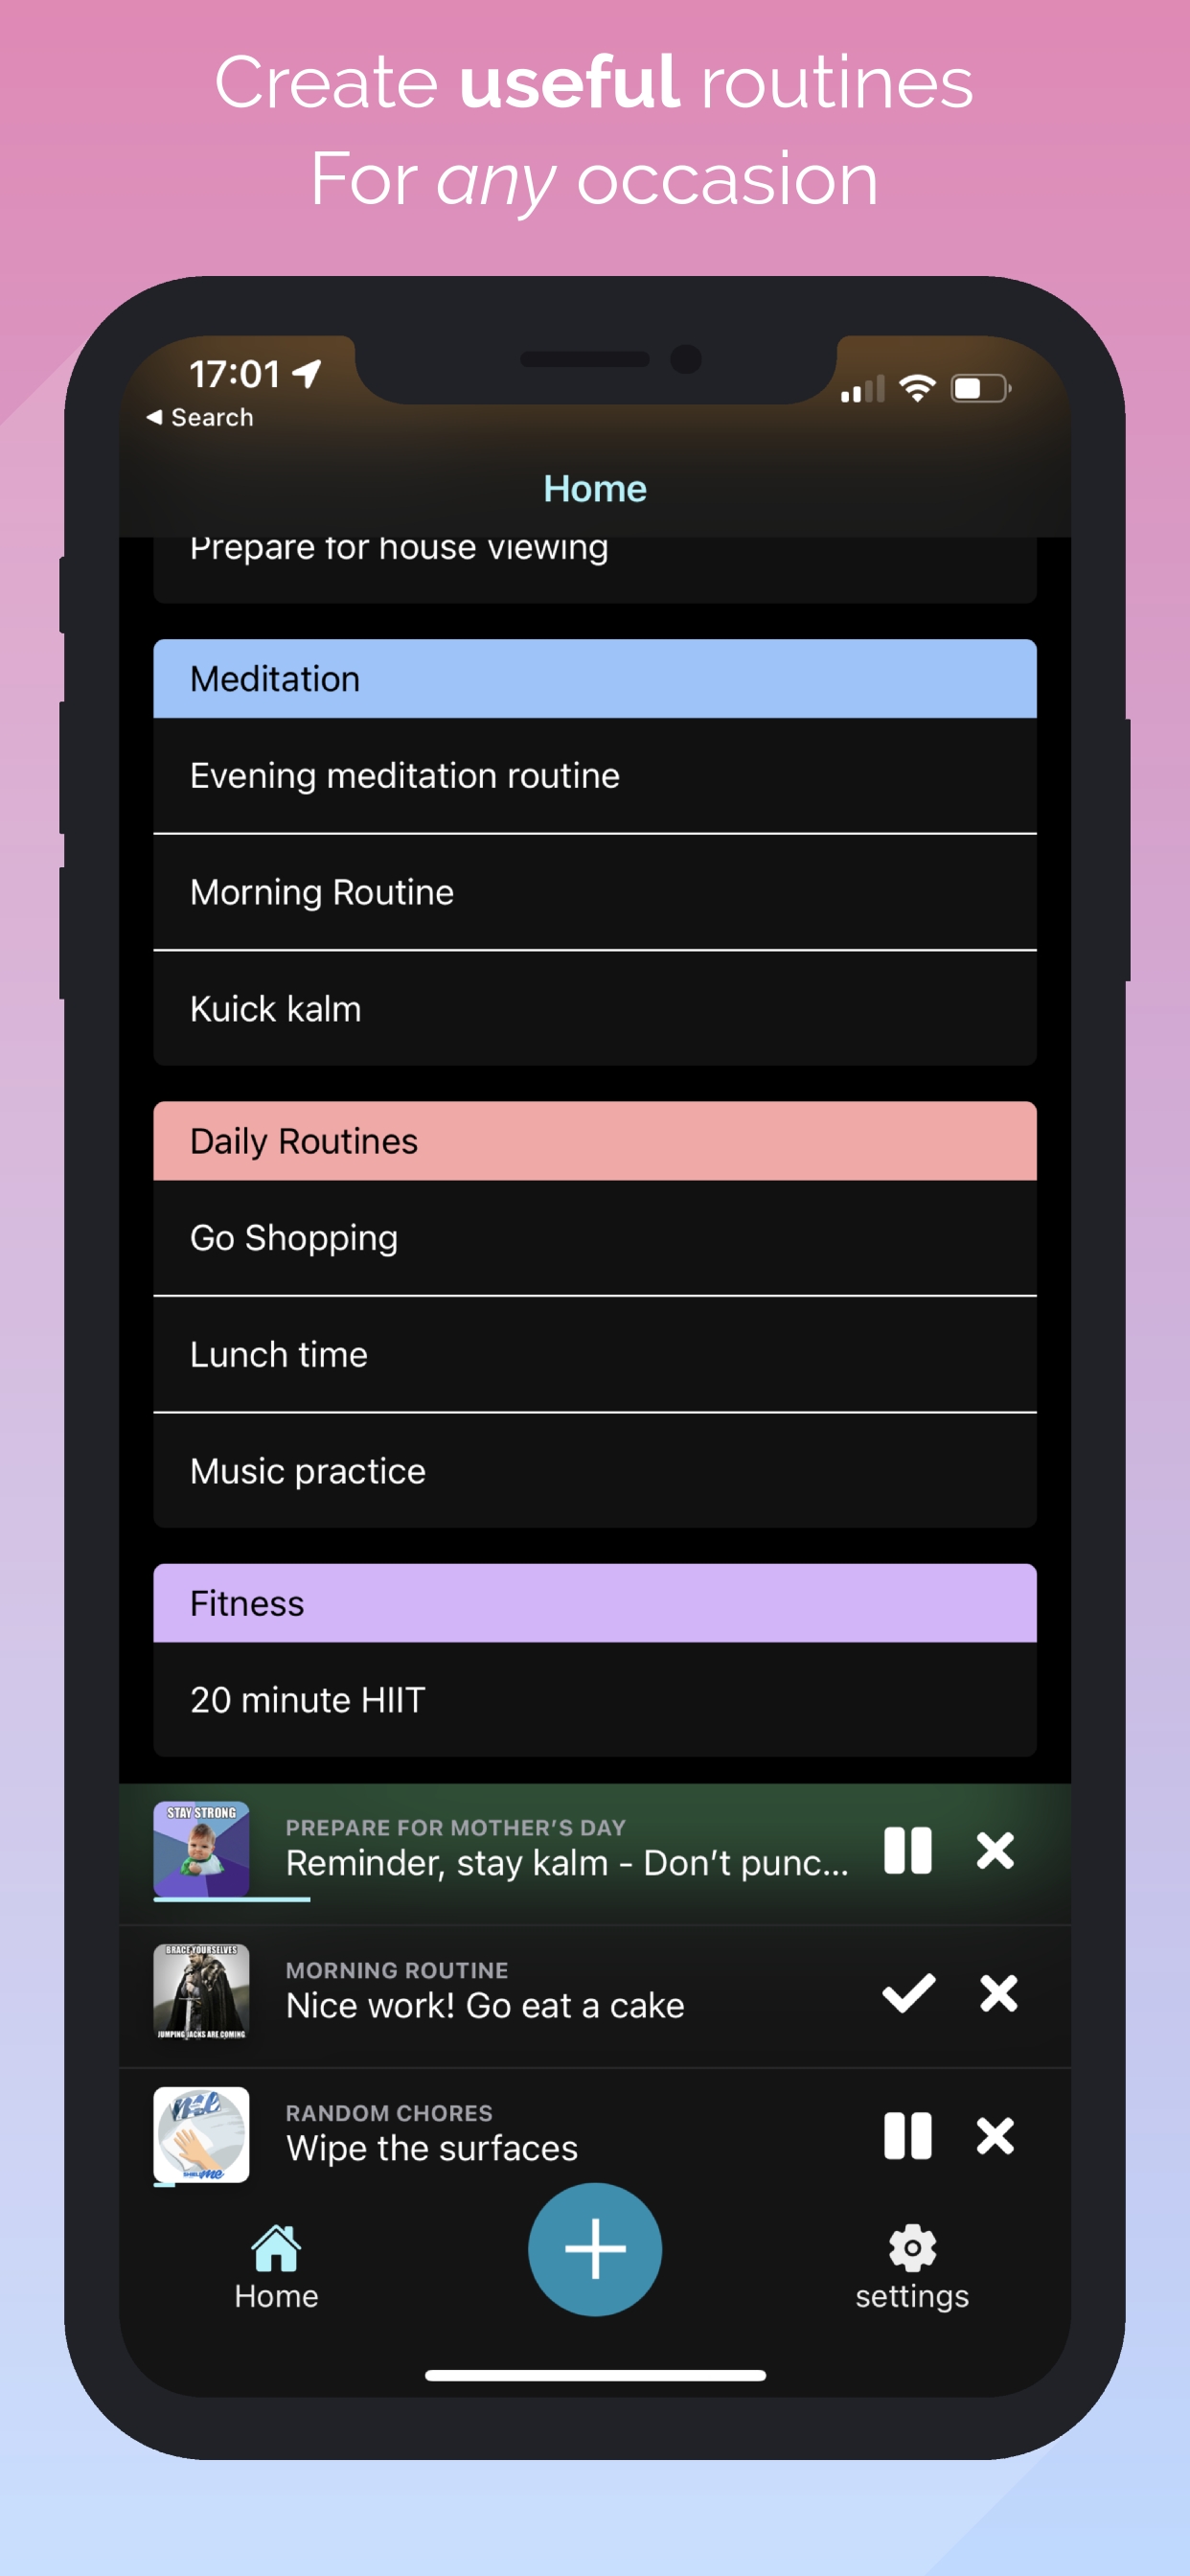 Create useful routines
For any occasion
17:01
Search
Home
Prepare for house viewing
Meditation
Evening meditation routine
Morning Routine
Kuick kalm
Daily Routines
Go Shopping
Lunch time
Music practice
Fitness
20 minute HIIT
STAY STRONG
PREPARE FOR MOTHER’S DAY
Reminder, stay kalm - Don’t punc...
BRACE YOURSELVES
JUMPING JACKS ARE COMING
MORNING ROUTINE
Nice work! Go eat a cake
RANDOM CHORES
Wipe the surfaces
me
Home
settings